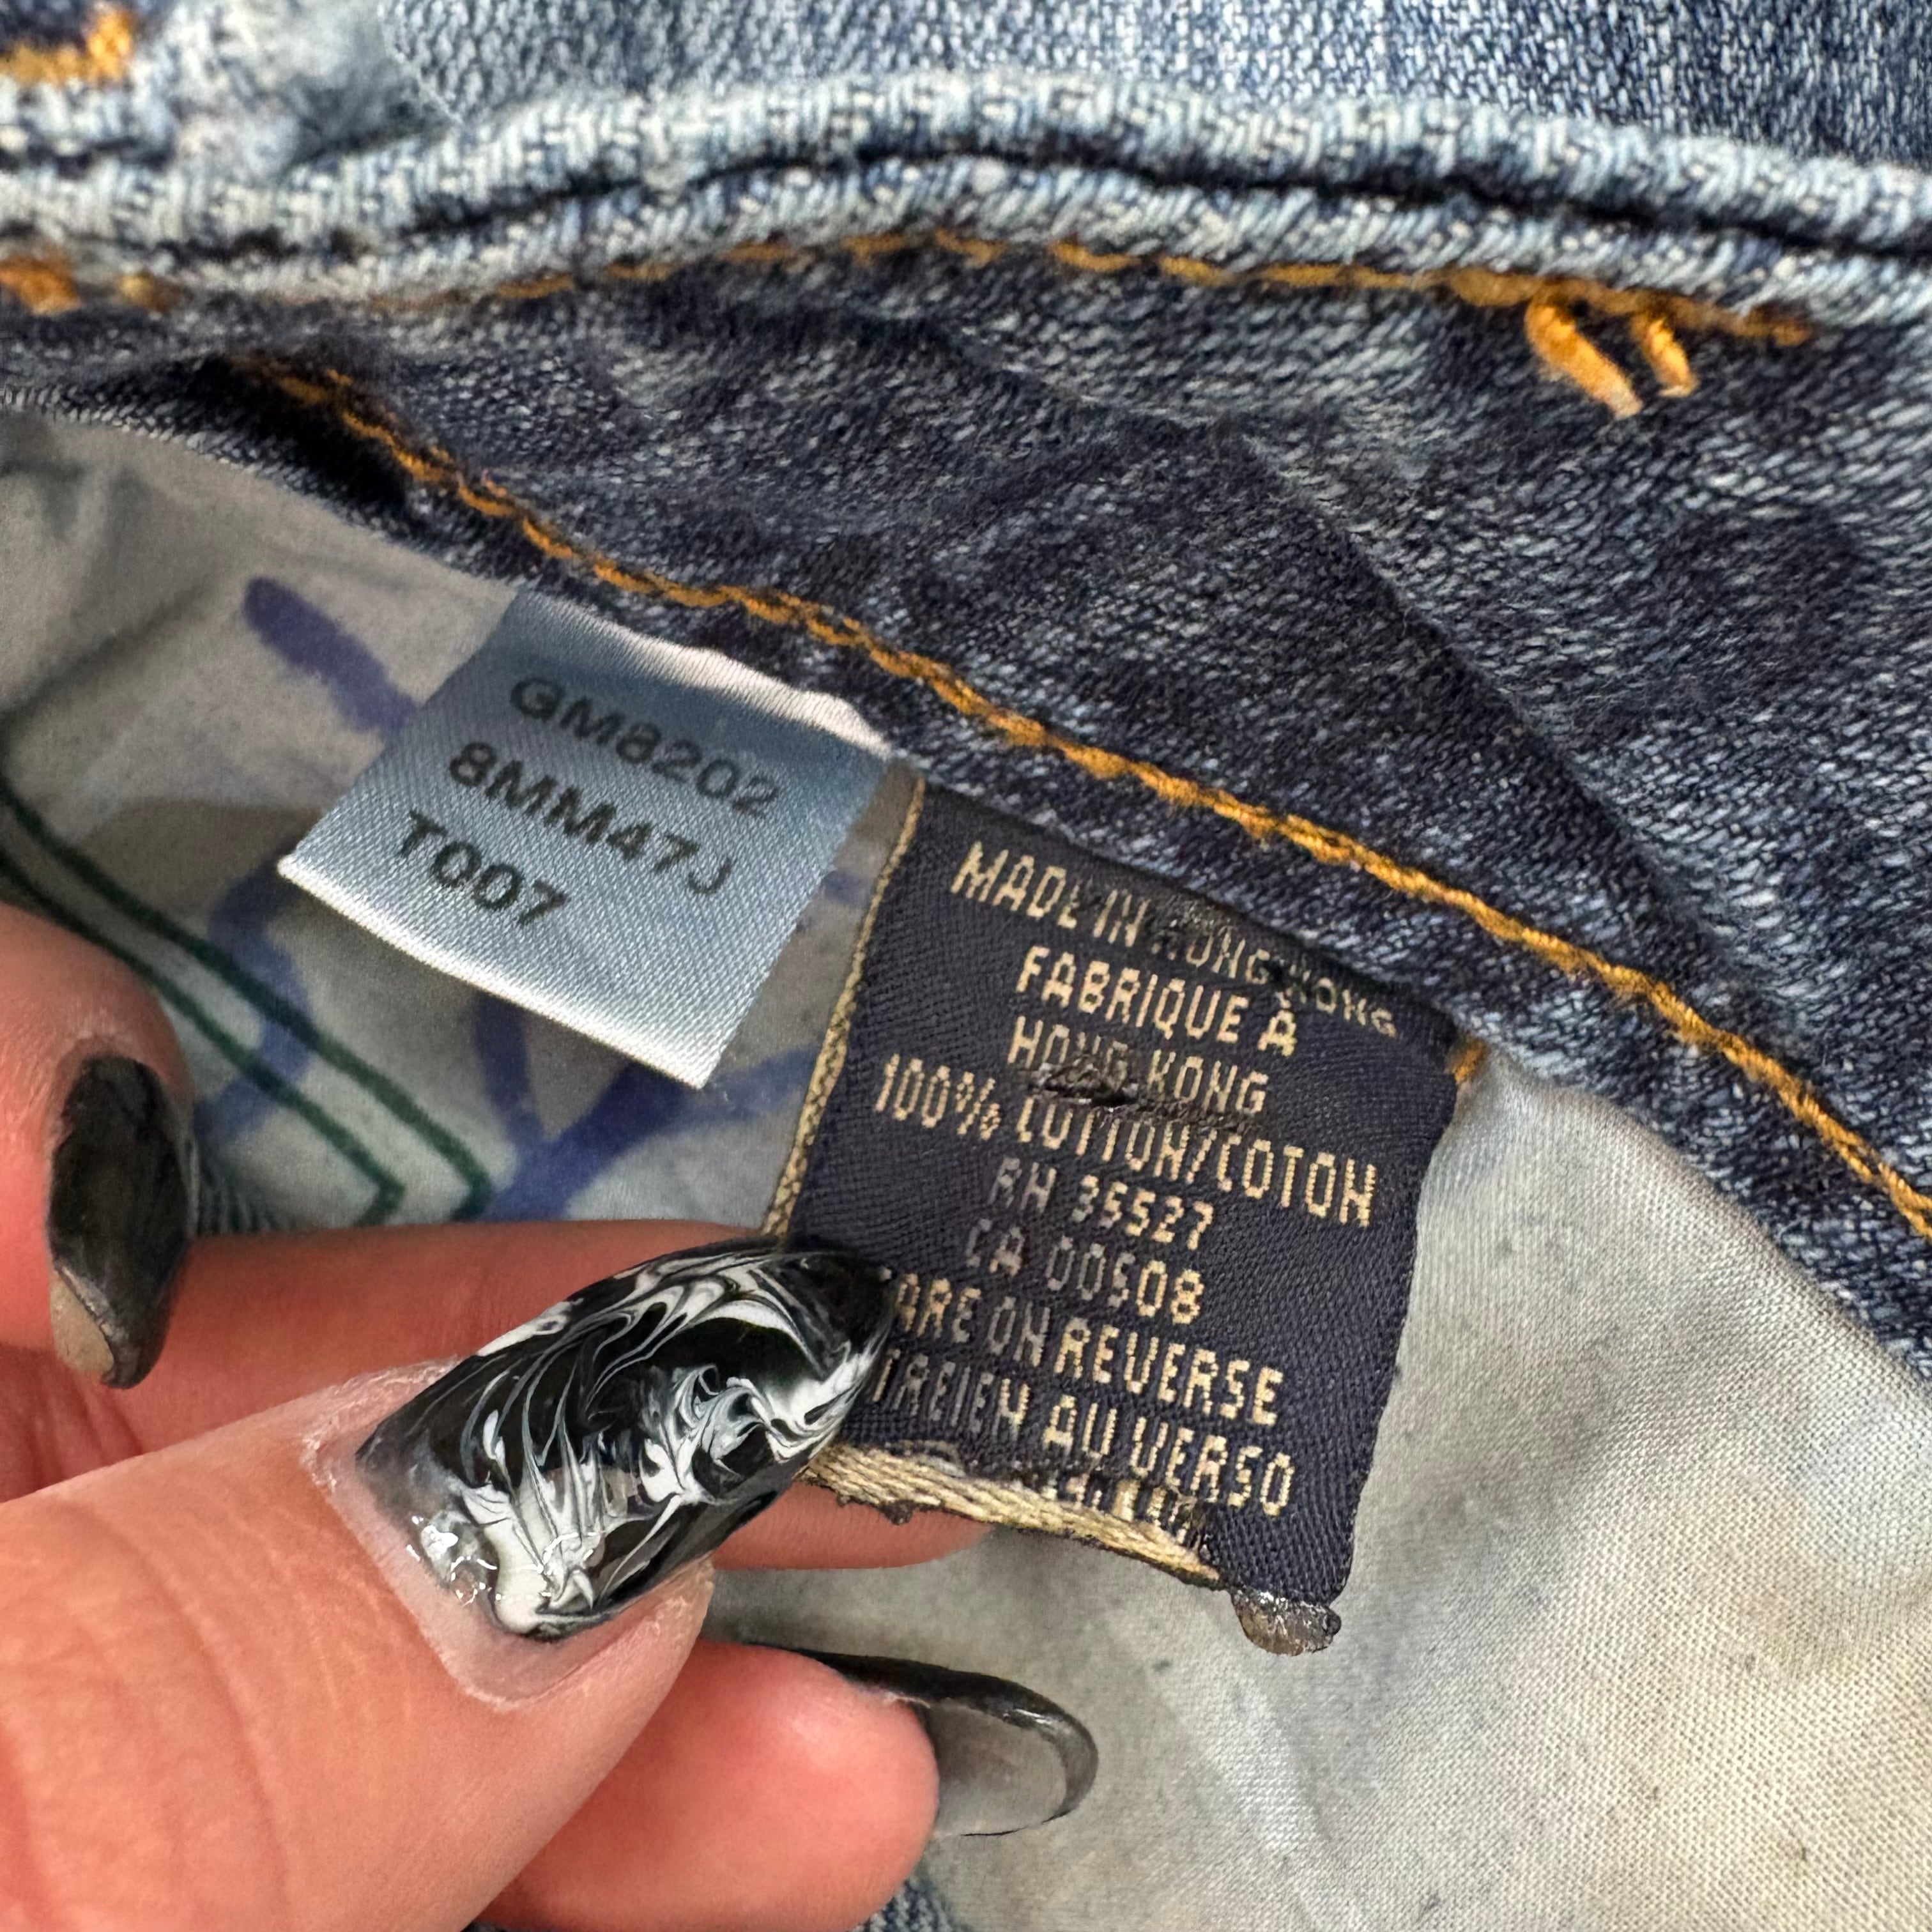 GM8202
8MM47J
T007
MADE IN HONG KONG
FABRIQUE À
HONG KONG
100% COTTON/COTON
RN 35527
CA 00508
CARE ON REVERSE
AU VERSO